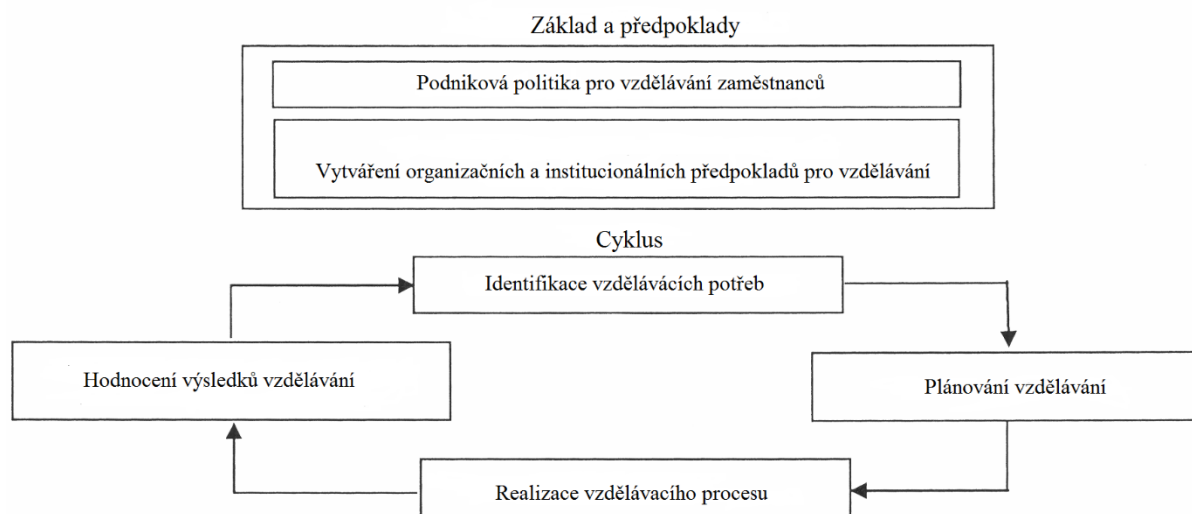 Základ a předpoklady
Podniková politika pro vzdělávání zaměstnanců
Vytváření organizačních a institucionálních předpokladů pro vzdělávání
Cyklus
Identifikace vzdělávácích potřeb
Hodnocení výsledků vzdělávání
Plánování vzdělávání
Realizace vzdělávacího procesu